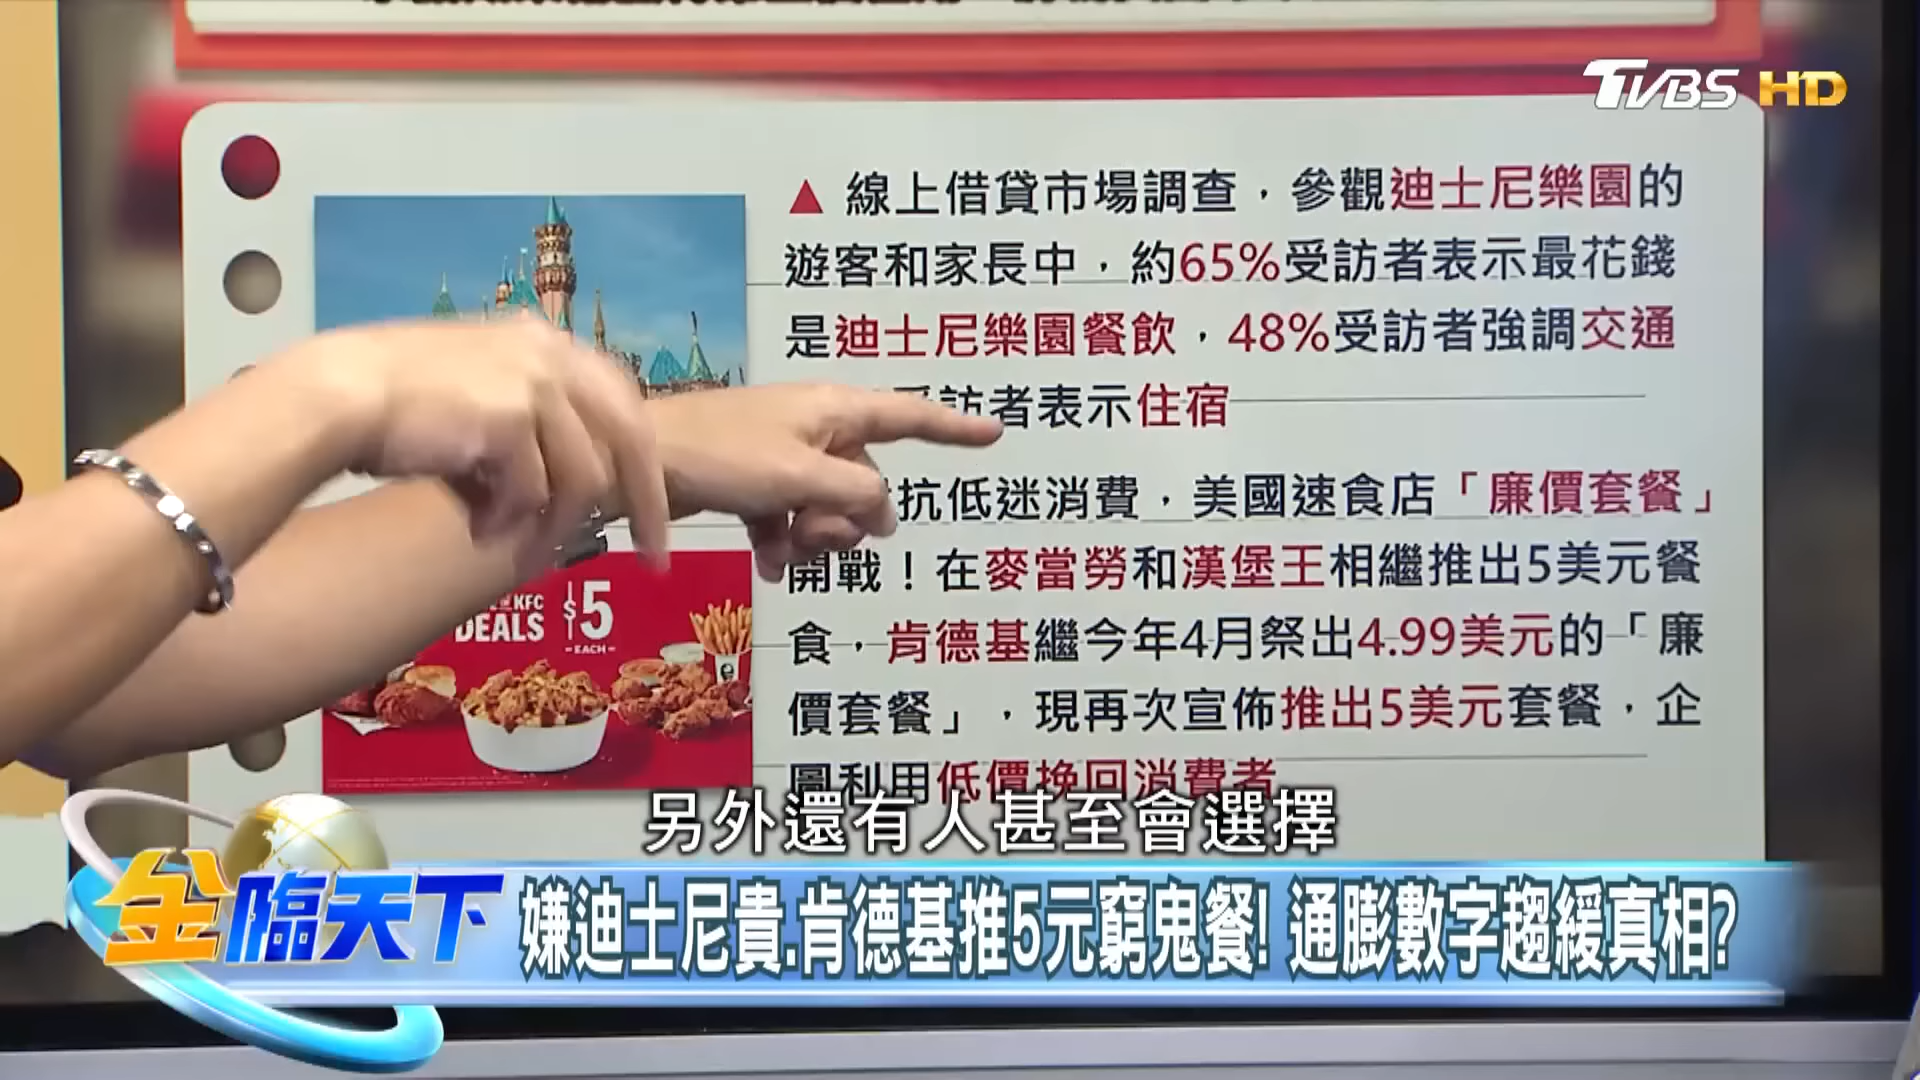 TVBS HD
▲ 線上借貸市場調查，參觀迪士尼樂園的
遊客和家長中，約65%受訪者表示最花錢
是迪士尼樂園餐飲，48%受訪者強調交通
受訪者表示住宿
抗低迷消費，美國速食店「廉價套餐」
開戰！在麥當勞和漢堡王相繼推出5美元餐
食，肯德基繼今年4月祭出4.99美元的「廉
價套餐」，現再次宣佈推出5美元套餐，企
圖利用低價挽回消費者
KFC
DEALS
$5
EACH
另外還有人甚至會選擇
金臨天下
嫌迪士尼貴.肯德基推5元窮鬼餐! 通膨數字趨緩真相?